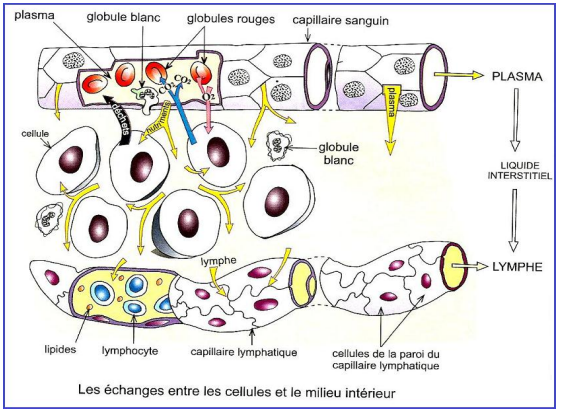 plasma
globule blanc
globules rouges
capillaire sanguin
CO₂ CO₂
O₂
PLASMA
déchets
nutriments
plasma
cellule
globule
blanc
LIQUIDE
INTERSTITIEL
lymphe
LYMPHE
lipides
lymphocyte
capillaire lymphatique
cellules de la paroi du
capillaire lymphatique
Les échanges entre les cellules et le milieu intérieur